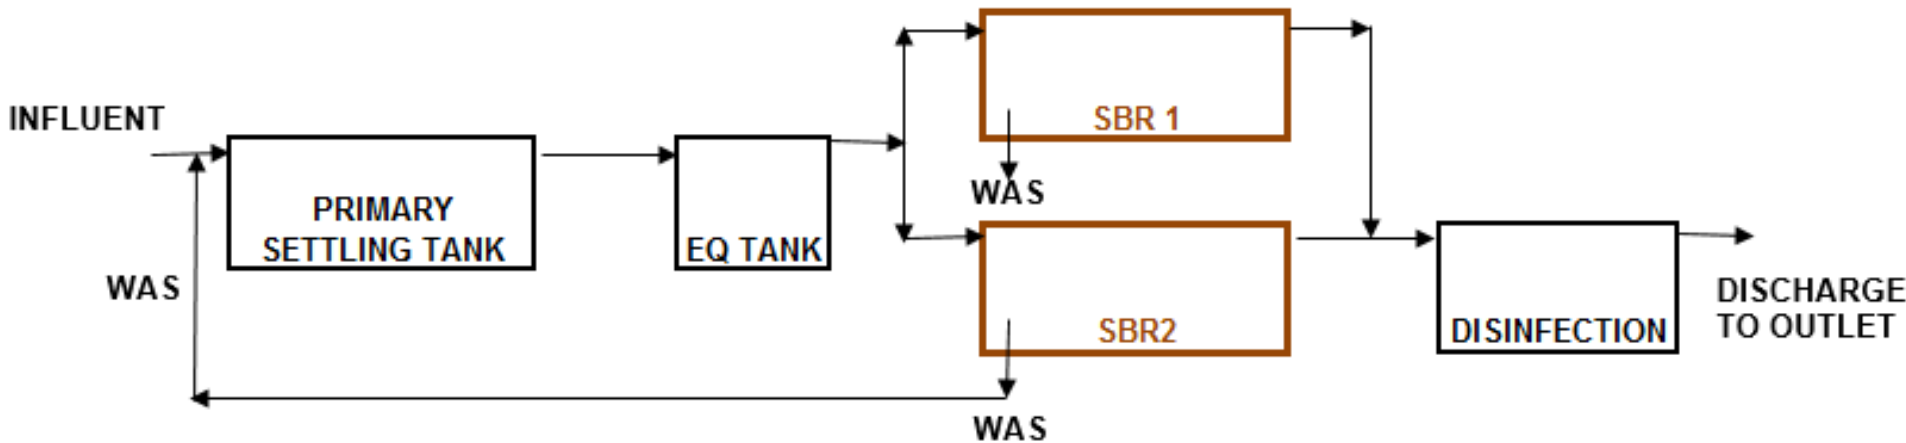 INFLUENT
PRIMARY
SETTLING TANK
WAS
EQ TANK
SBR 1
WAS
SBR2
WAS
DISINFECTION
DISCHARGE
TO OUTLET